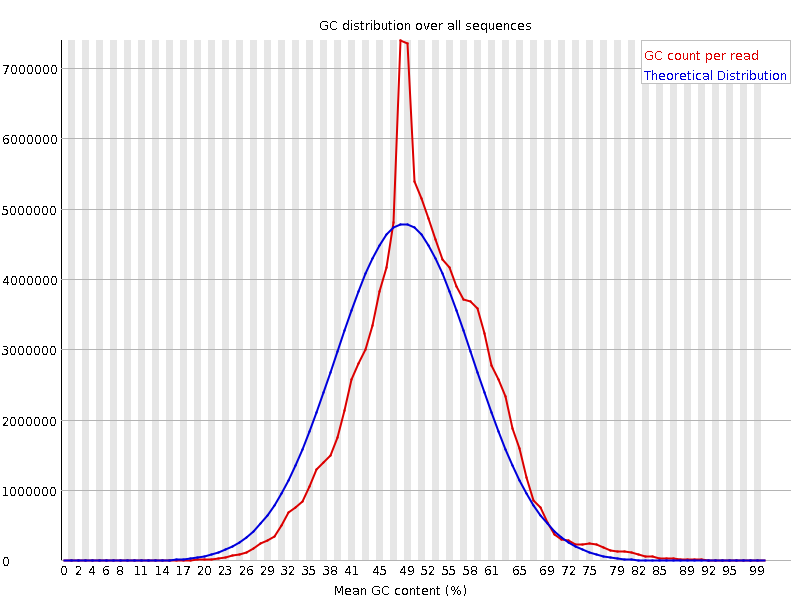 GC distribution over all sequences
GC count per read
Theoretical Distribution
7000000
6000000
5000000
4000000
3000000
2000000
1000000
0
0 2 4 6 8 11 14 17 20 23 26 29 32 35 38 41 45 49 52 55 58 61 65 69 72 75 79 82 85 89 92 95 99
Mean GC content (%)